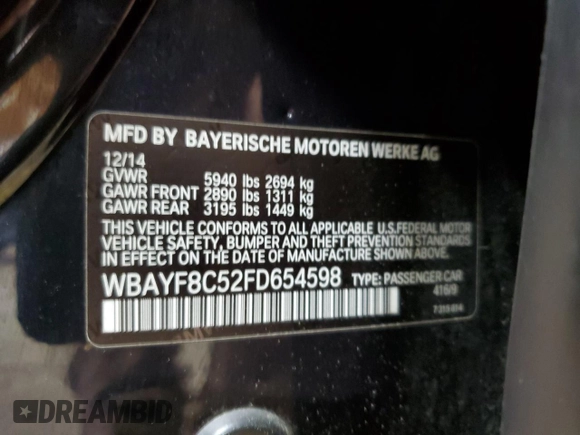 MFD BY BAYERISCHE MOTOREN WERKE AG
12/14
GVWR 5940 lbs 2694 kg
GAWR FRONT 2890 lbs 1311 kg
GAWR REAR 3195 lbs 1449 kg
THIS VEHICLE CONFORMS TO ALL APPLICABLE U.S.FEDERAL MOTOR
VEHICLE SAFETY, BUMPER, AND THEFT PREVENTION STANDARDS
IN EFFECT ON THE DATE OF MANUFACTURE SHOWN ABOVE.
WBAYF8C52FD654598 TYPE: PASSENGER CAR
416/9
DREAMBID